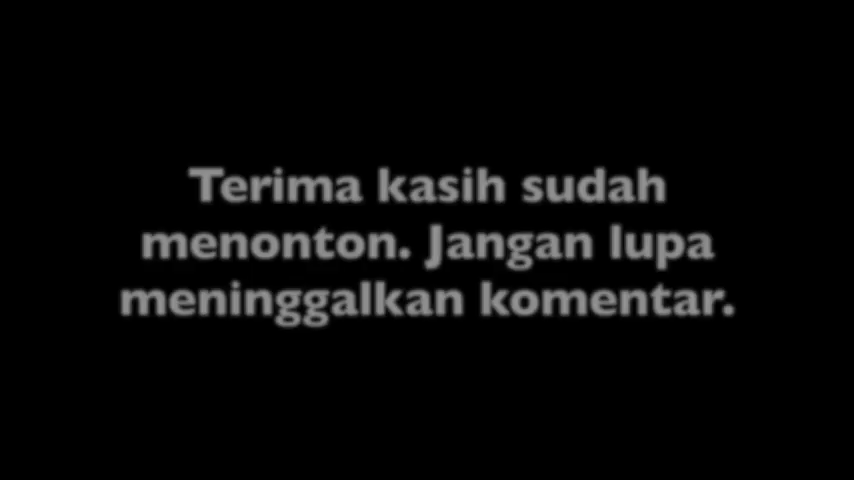 Terima kasih sudah
menonton. Jangan lupa
meninggalkan komentar.